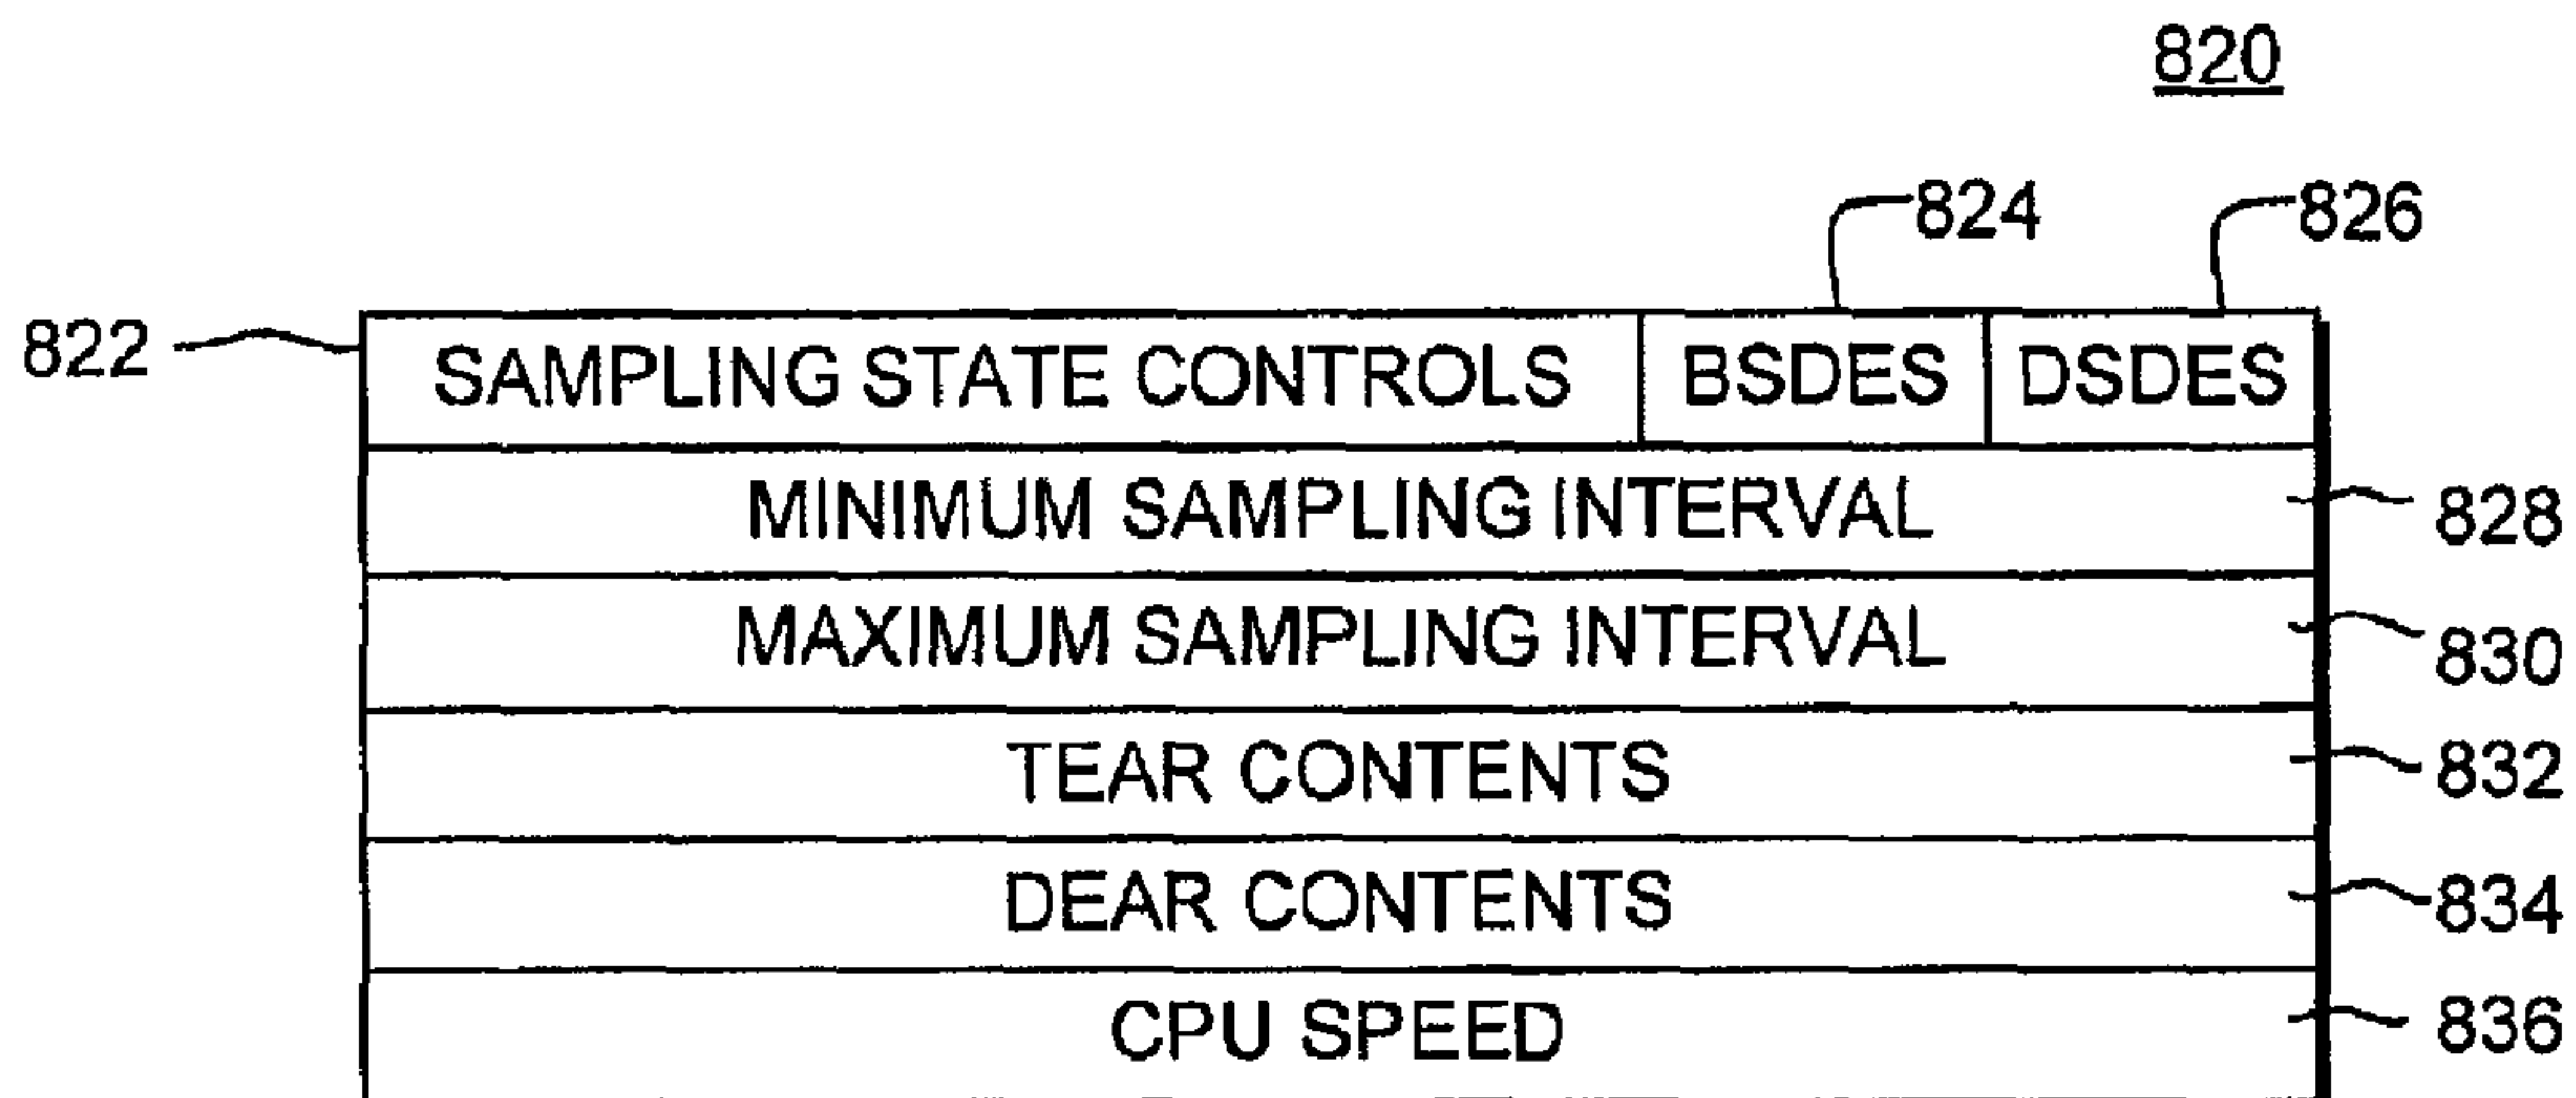 820
824 826
822 SAMPLING STATE CONTROLS BSDES DSDES
MINIMUM SAMPLING INTERVAL 828
MAXIMUM SAMPLING INTERVAL 830
TEAR CONTENTS 832
DEAR CONTENTS 834
CPU SPEED 836